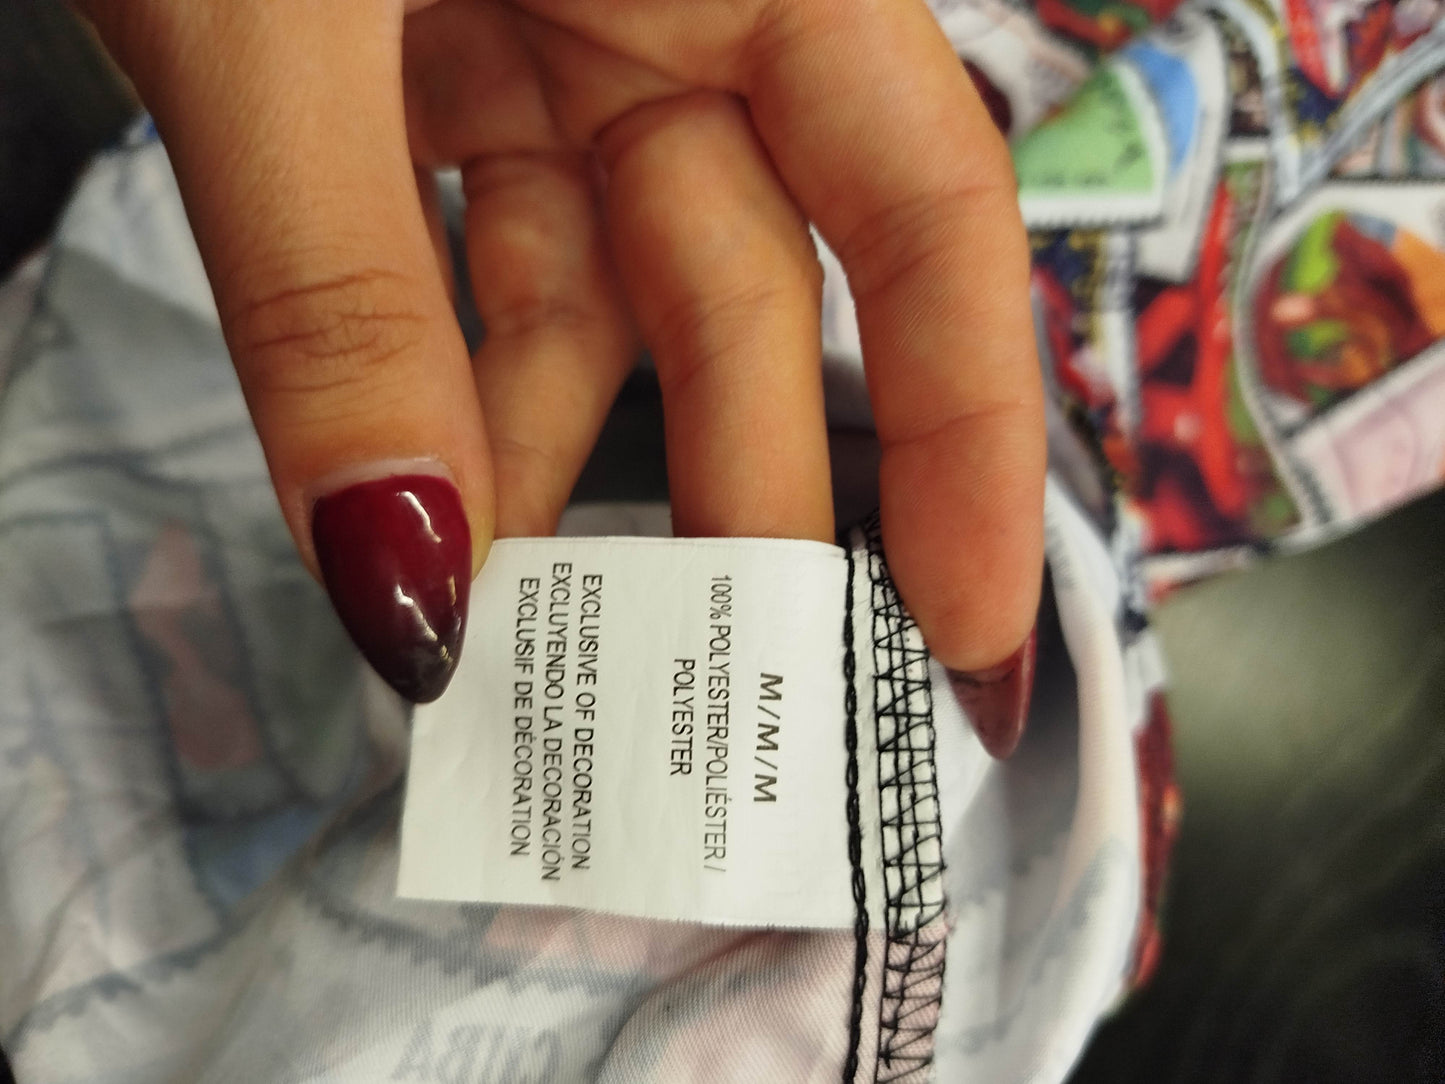 M/M/M
100% POLYESTER/POLIÉSTER/
POLYESTER
EXCLUSIVE OF DECORATION
EXCLUYENDO LA DECORACIÓN
EXCLUSIF DE DÉCORATION